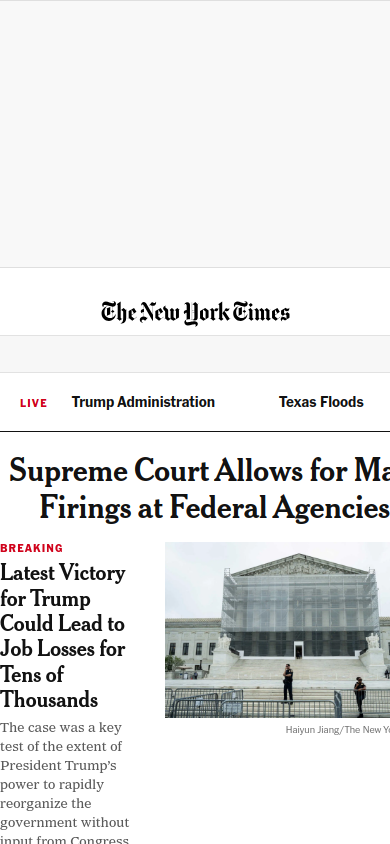 The New York Times
LIVE Trump Administration Texas Floods
Supreme Court Allows for Ma
Firings at Federal Agencies
BREAKING
Latest Victory
for Trump
Could Lead to
Job Losses for
Tens of
Thousands
The case was a key
test of the extent of
President Trump's
power to rapidly
reorganize the
government without
input from Congress
Haiyun Jiang/The New Yo